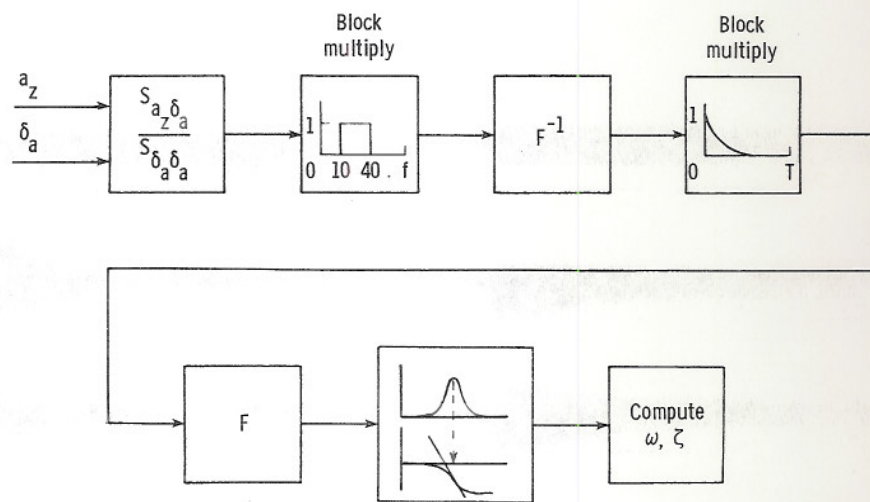 Block
multiply
Block
multiply
a_z
δ_a
S_{a_z δ_a}
S_{δ_a δ_a}
1
0 10 40 . f
F^{-1}
1
0 T
F
Compute
ω, ζ